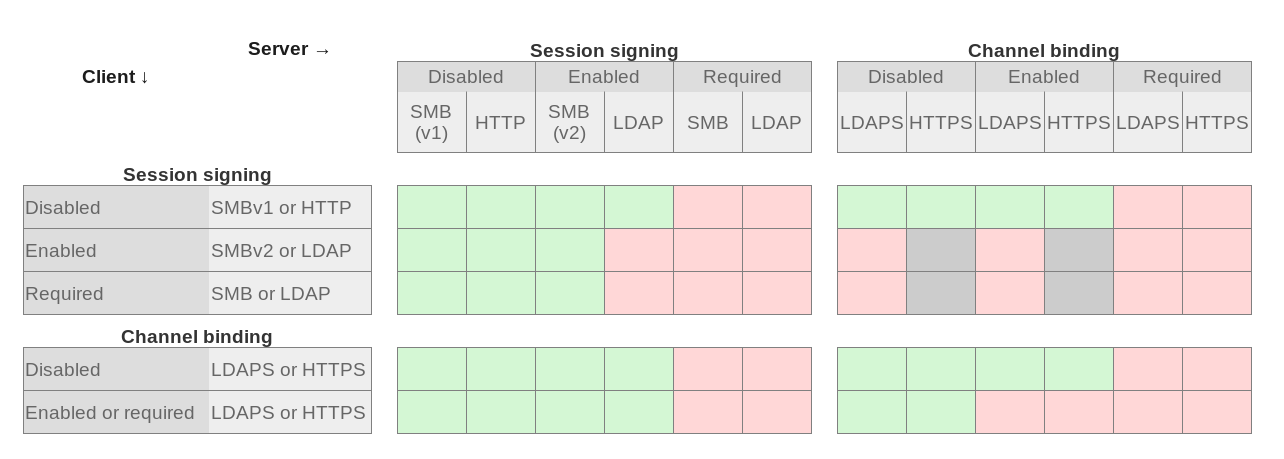 Server →
Client ↓
Session signing
Channel binding
Disabled Enabled Required
Disabled Enabled Required
SMB (v1) HTTP SMB (v2) LDAP SMB LDAP
LDAPS HTTPS LDAPS HTTPS LDAPS HTTPS
Session signing
Disabled SMBv1 or HTTP
Enabled SMBv2 or LDAP
Required SMB or LDAP
Channel binding
Disabled LDAPS or HTTPS
Enabled or required LDAPS or HTTPS